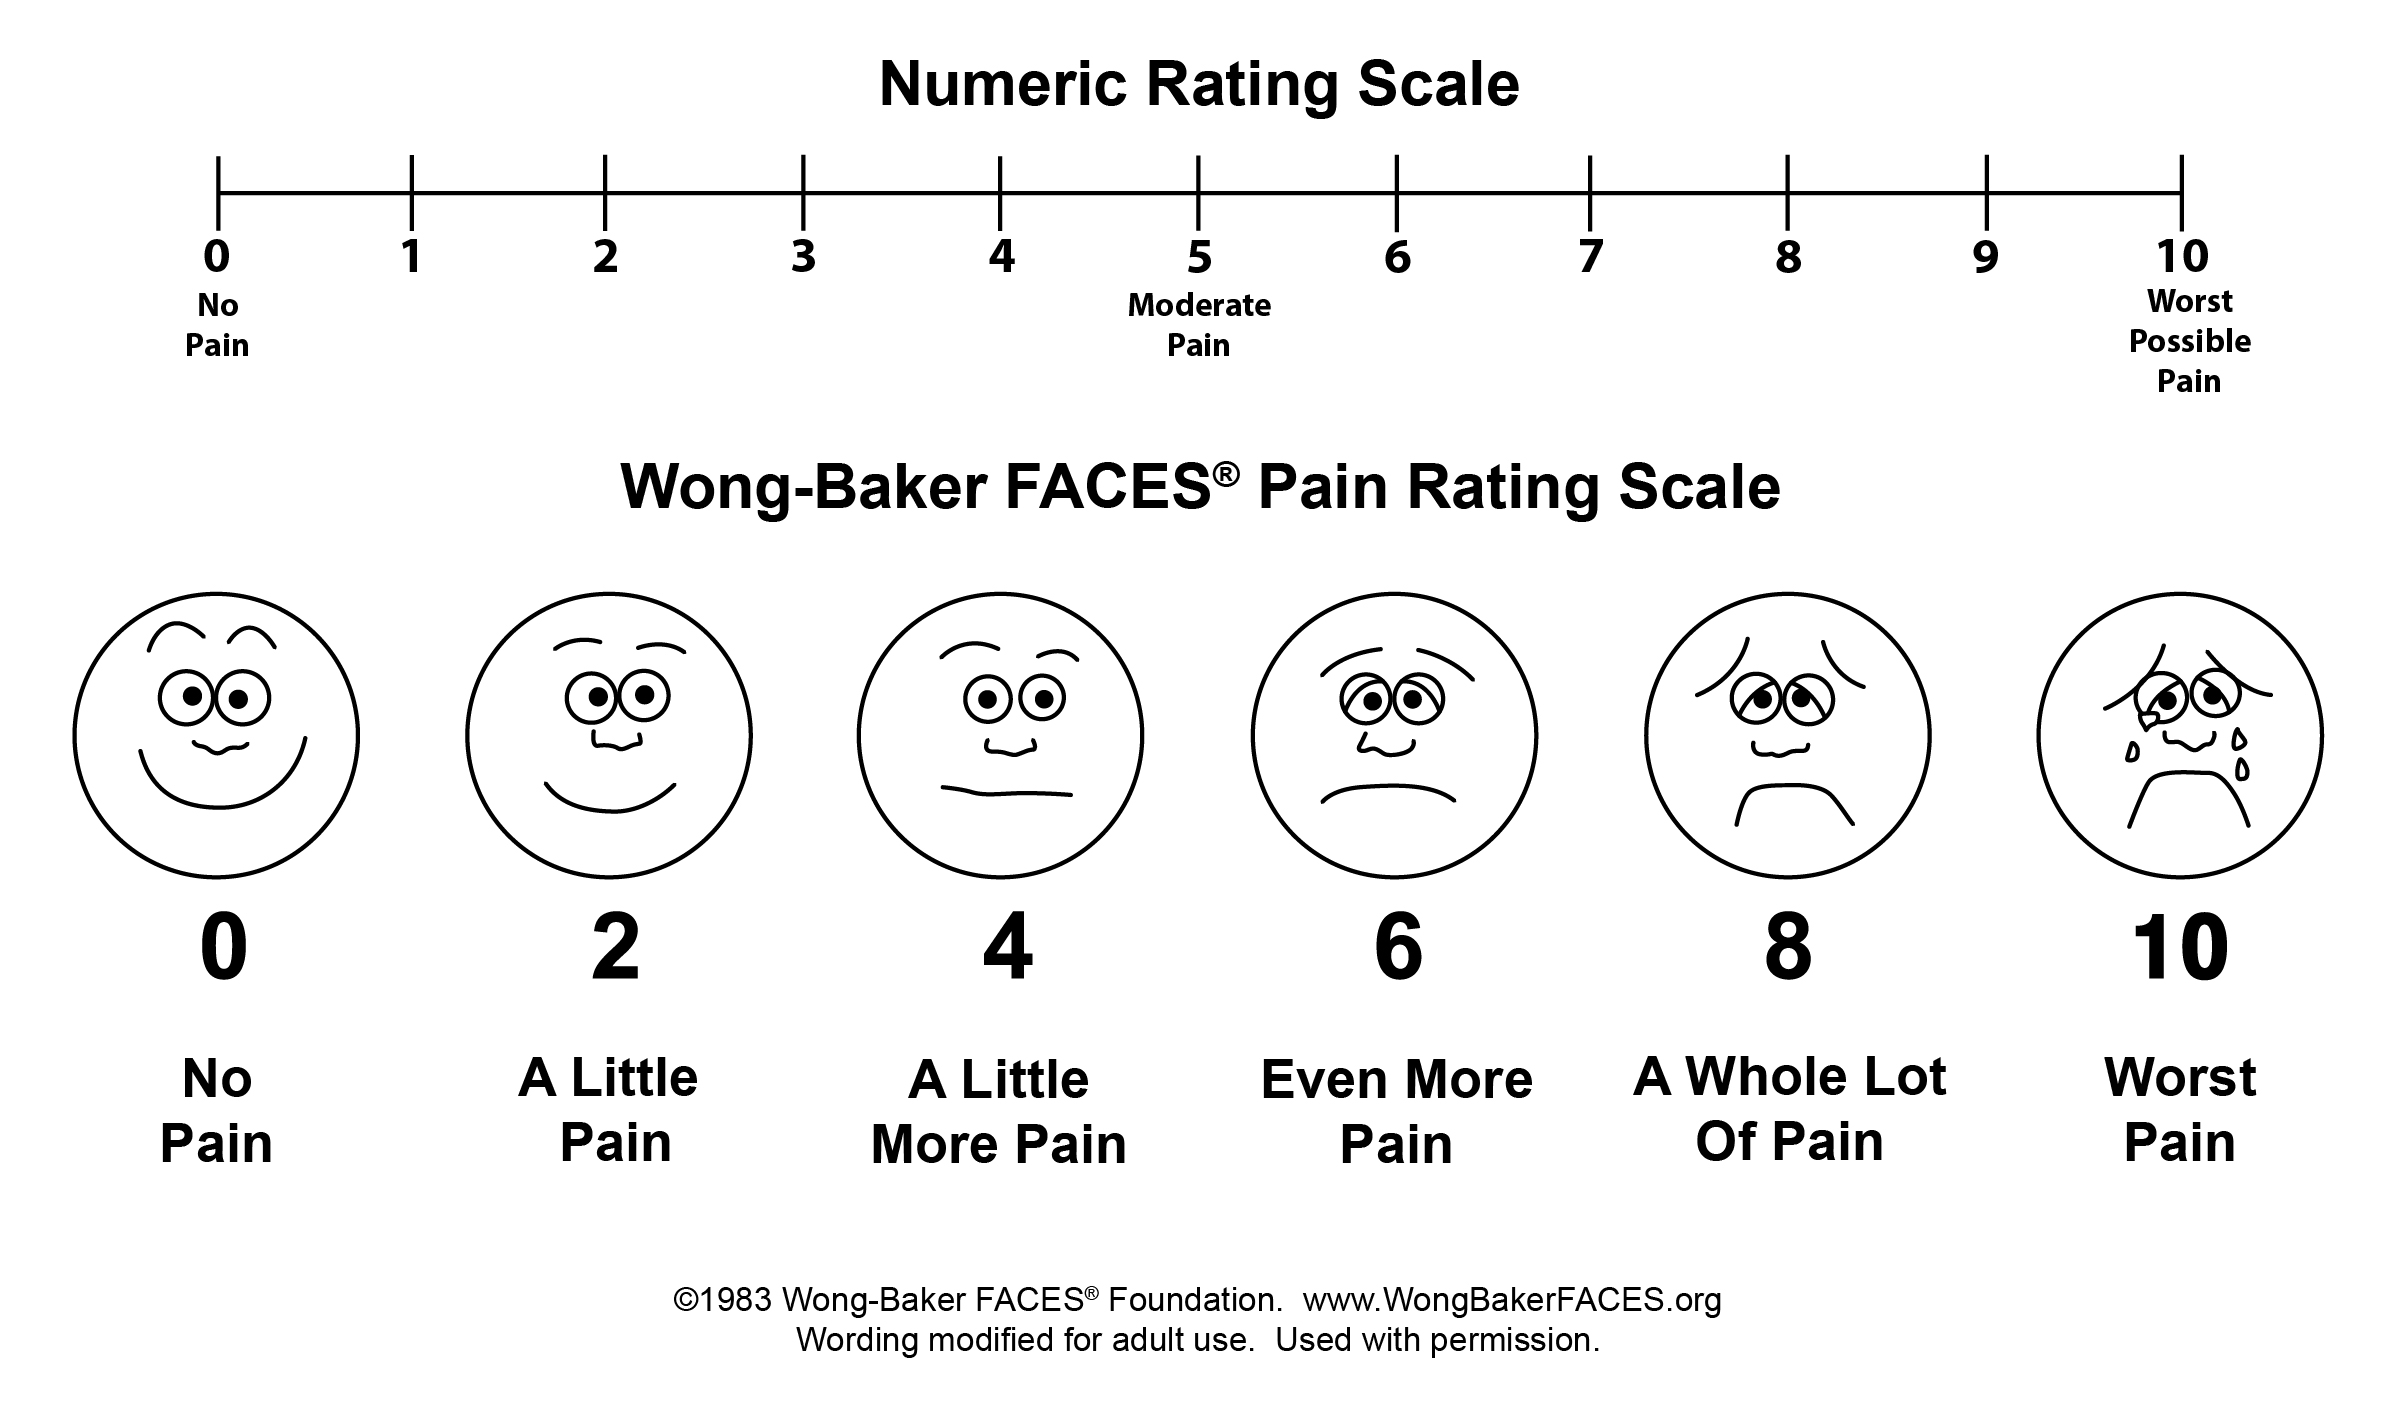 Numeric Rating Scale
0 1 2 3 4 5 6 7 8 9 10
No
Pain
Moderate
Pain
Worst
Possible
Pain
Wong-Baker FACES® Pain Rating Scale
0 2 4 6 8 10
No
Pain
A Little
Pain
A Little
More Pain
Even More
Pain
A Whole Lot
Of Pain
Worst
Pain
©1983 Wong-Baker FACES® Foundation. www.WongBakerFACES.org
Wording modified for adult use. Used with permission.